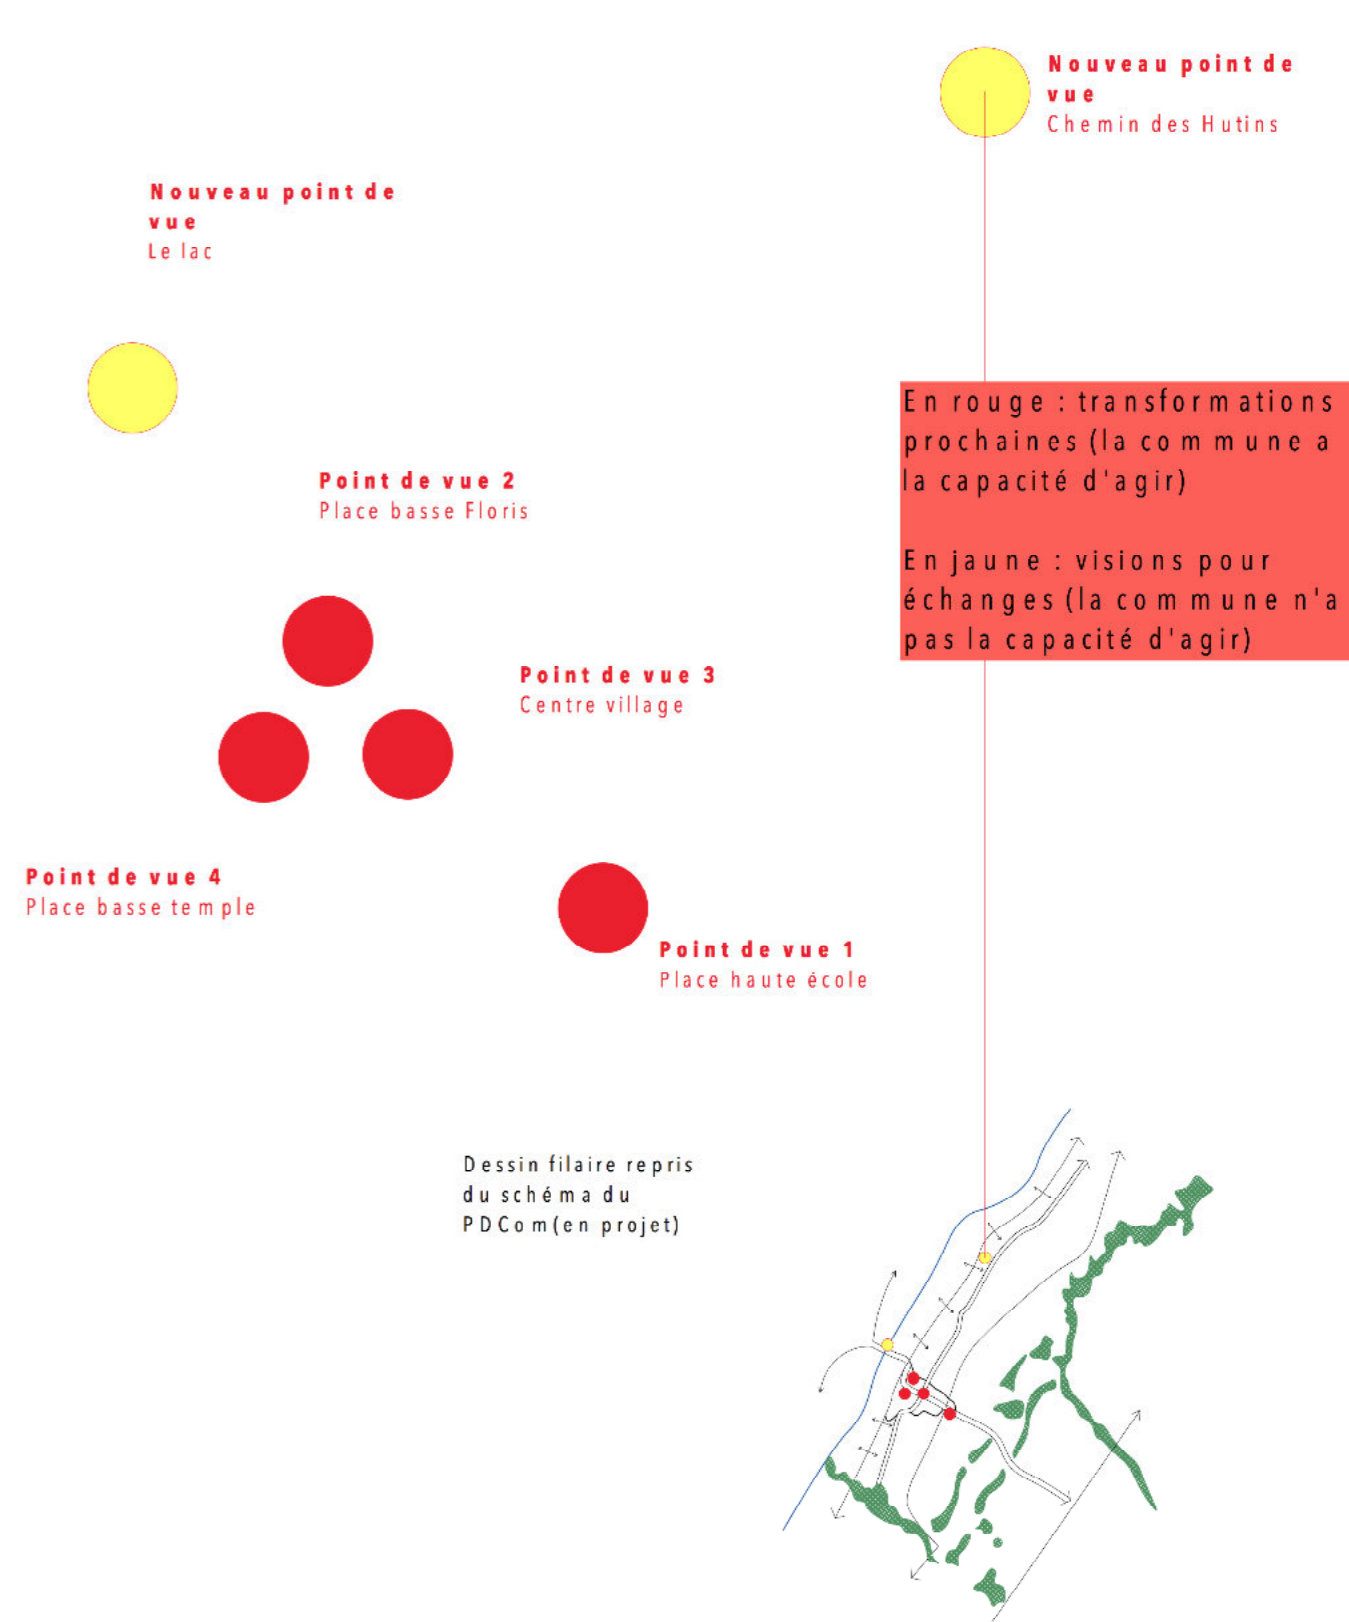 Nouveau point de
vue
Chemin des Hutins
Nouveau point de
vue
Le lac
En rouge : transformations
prochaines (la commune a
la capacité d'agir)
En jaune : visions pour
échanges (la commune n'a
pas la capacité d'agir)
Point de vue 2
Place basse Floris
Point de vue 3
Centre village
Point de vue 4
Place basse temple
Point de vue 1
Place haute école
Dessin filaire repris
du schéma du
PDCom(en projet)